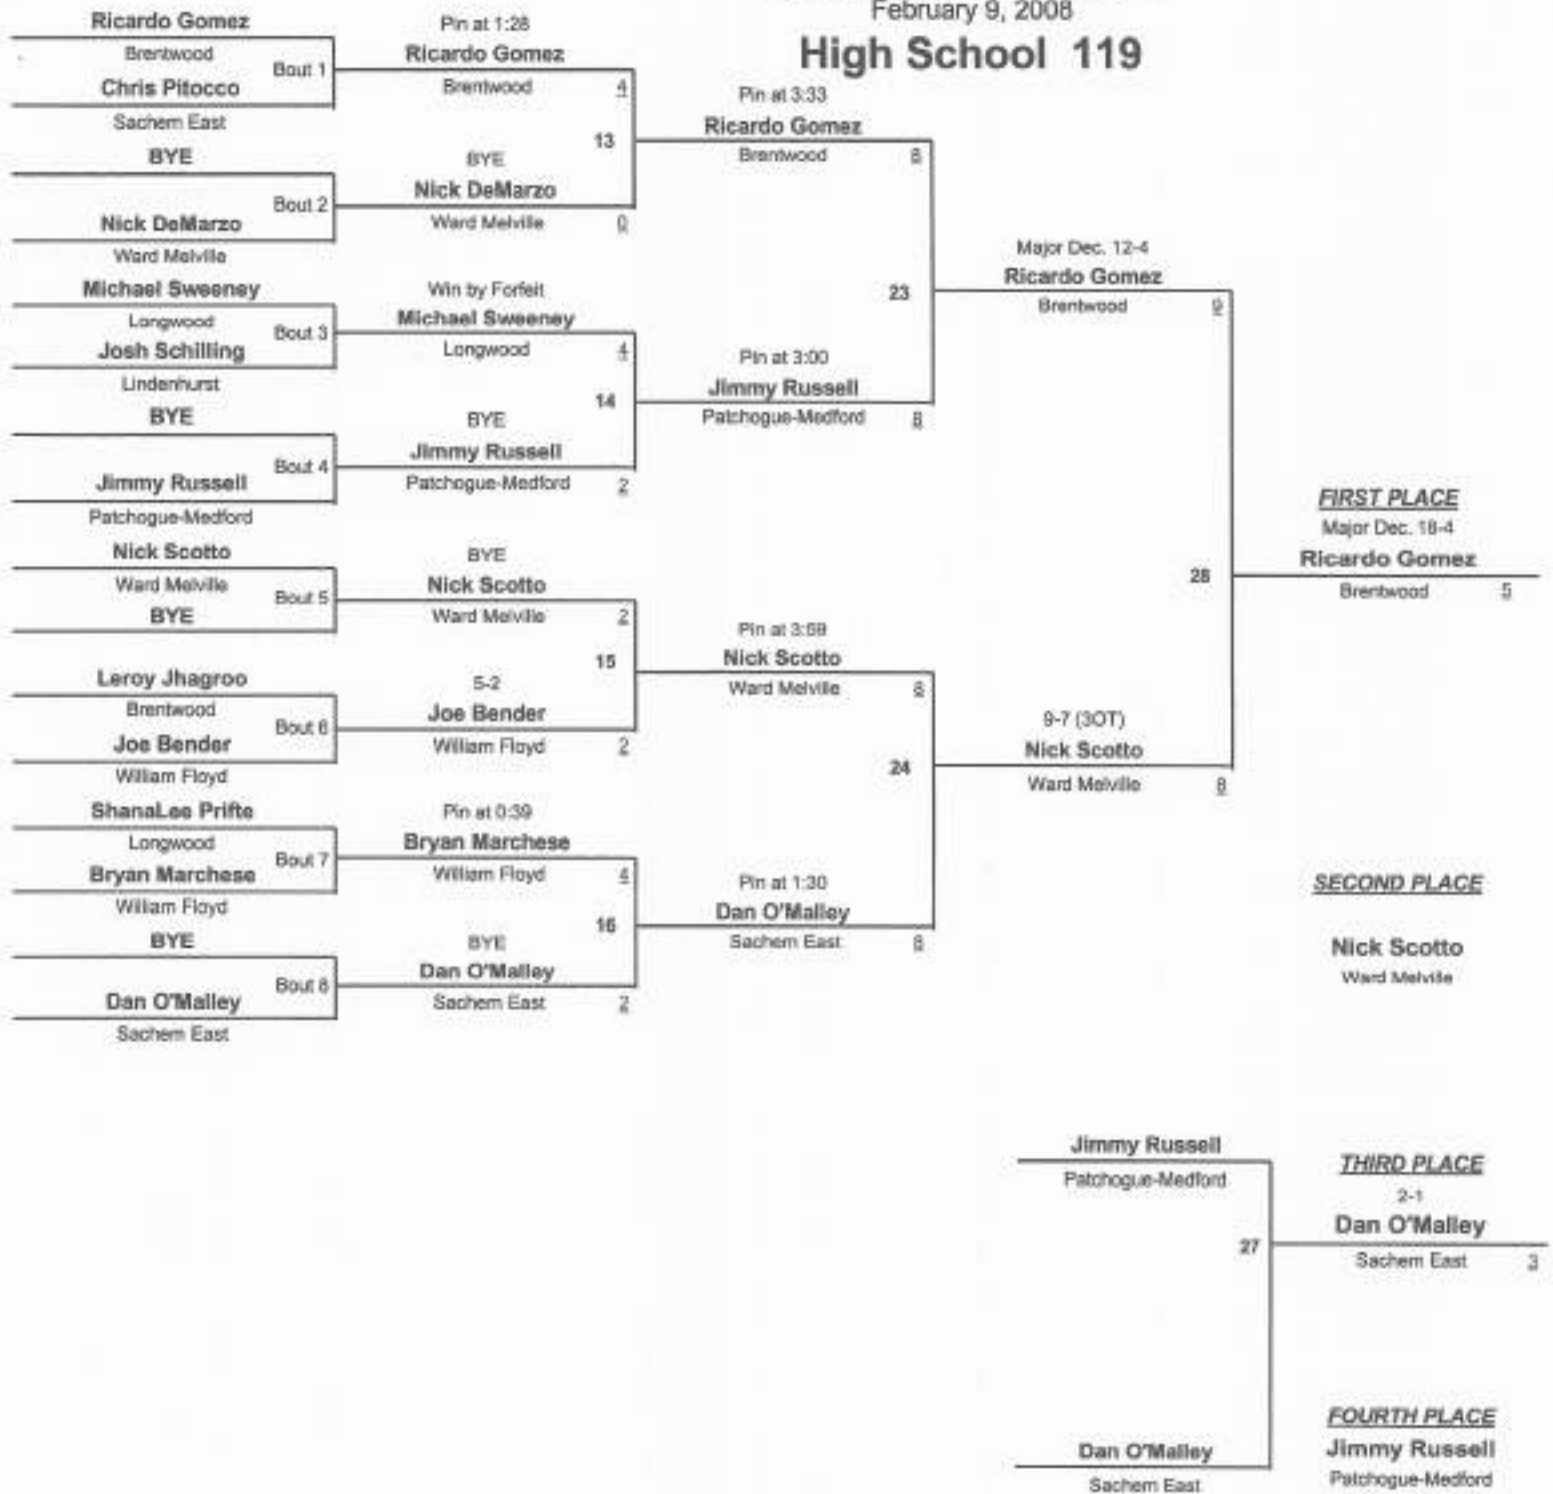 February 9, 2008
High School 119
Ricardo Gomez
Brentwood
Bout 1
Chris Pitocco
Sachem East
BYE
Bout 2
Nick DeMarzo
Ward Melville
Michael Sweeney
Longwood
Bout 3
Josh Schilling
Lindenhurst
BYE
Bout 4
Jimmy Russell
Patchogue-Medford
Nick Scotto
Ward Melville
Bout 5
BYE
Leroy Jhagroo
Brentwood
Bout 6
Joe Bender
William Floyd
ShanaLee Prifte
Longwood
Bout 7
Bryan Marchese
William Floyd
BYE
Bout 8
Dan O'Malley
Sachem East
Pin at 1:28
Ricardo Gomez
Brentwood 4
13
BYE
Nick DeMarzo
Ward Melville 0
Win by Forfeit
Michael Sweeney
Longwood 4
14
BYE
Jimmy Russell
Patchogue-Medford 2
BYE
Nick Scotto
Ward Melville 2
15
5-2
Joe Bender
William Floyd 2
Pin at 0:39
Bryan Marchese
William Floyd 4
16
BYE
Dan O'Malley
Sachem East 2
Pin at 3:33
Ricardo Gomez
Brentwood
23
Pin at 3:00
Jimmy Russell
Patchogue-Medford 8
Pin at
Nick Scotto
Ward Melville
24
Pin at 1:30
Dan O'Malley
Sachem East 8
Major Dec. 12-4
Ricardo Gomez
Brentwood
28
9-7 (3OT)
Nick Scotto
Ward Melville 8
FIRST PLACE
Major Dec.
Ricardo Gomez
Brentwood 5
SECOND PLACE
Nick Scotto
Ward Melville
Jimmy Russell
Patchogue-Medford
27
Dan O'Malley
Sachem East
THIRD PLACE
2-1
Dan O'Malley
Sachem East 3
FOURTH PLACE
Jimmy Russell
Patchogue-Medford